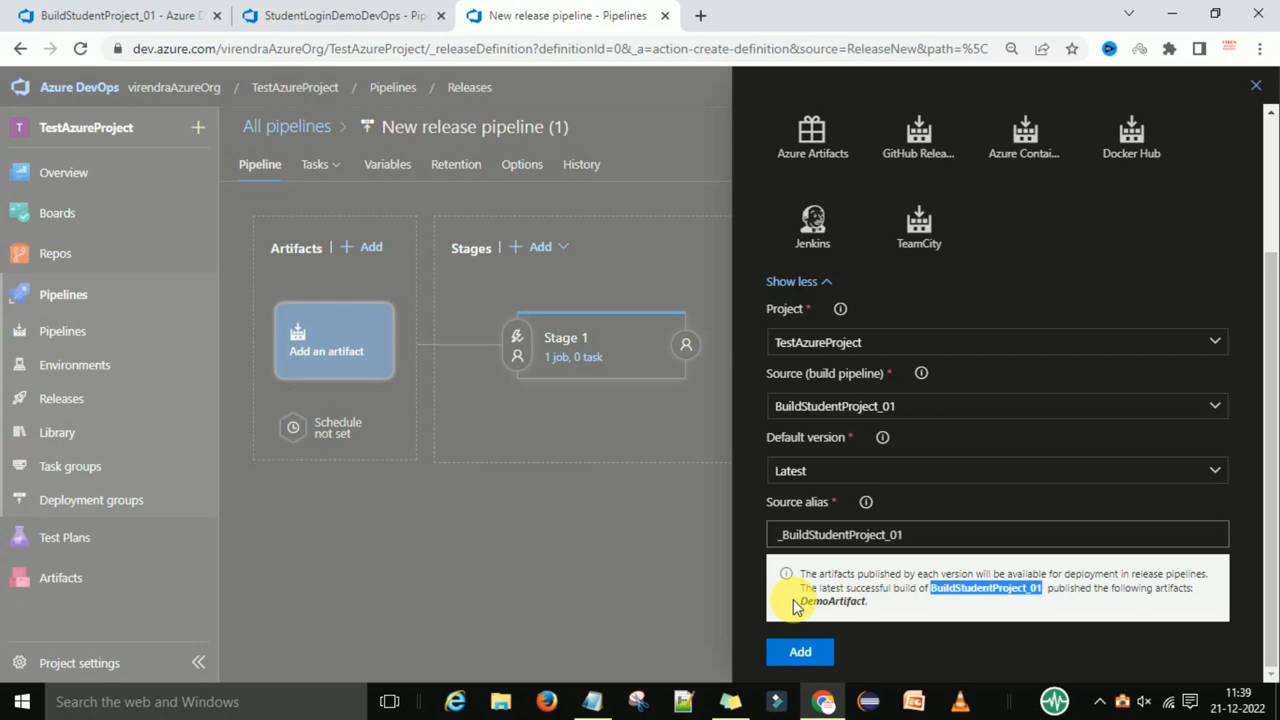 BuildStudentProject_01 - Azure D
StudentLoginDemoDevOps - Pip
New release pipeline - Pipelines
dev.azure.com/virendraAzureOrg/TestAzureProject/_releaseDefinition?definitionId=0&_a=action-create-definition&source=ReleaseNew&path=%5C
Azure DevOps virendraAzureOrg / TestAzureProject / Pipelines / Releases
T TestAzureProject
Overview
Boards
Repos
Pipelines
Pipelines
Environments
Releases
Library
Task groups
Deployment groups
Test Plans
Artifacts
Project settings
All pipelines > New release pipeline (1)
Pipeline Tasks Variables Retention Options History
Artifacts | + Add
Stages | + Add
Add an artifact
Stage 1
1 job, 0 task
Schedule
not set
Azure Artifacts
GitHub Relea...
Azure Contai...
Docker Hub
Jenkins
TeamCity
Show less
Project *
TestAzureProject
Source (build pipeline) *
BuildStudentProject_01
Default version *
Latest
Source alias *
_BuildStudentProject_01
The artifacts published by each version will be available for deployment in release pipelines.
The latest successful build of BuildStudentProject_01 published the following artifacts:
DemoArtifact.
Add
Search the web and Windows
11:39
21-12-2022